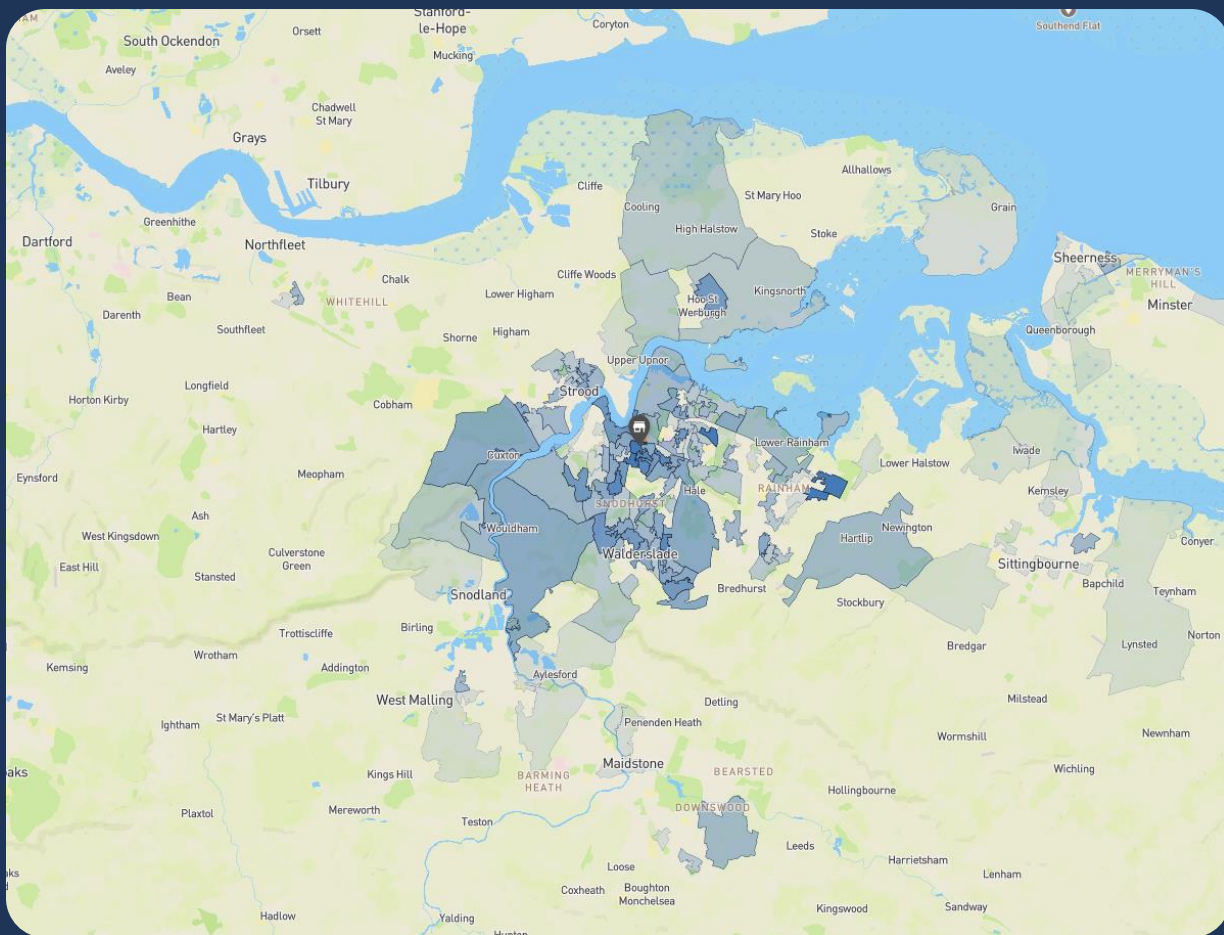 Stanford-
le-Hope
Coryton
Southend Flat
Orsett
South Ockendon
Mucking
Aveley
Chadwell
St Mary
Grays
Tilbury
Cliffe
Allhallows
St Mary Hoo
Cooling
Grain
Greenhithe
High Halstow
Stoke
Dartford
Northfleet
Sheerness
MERRYMAN'S
HILL
Cliffe Woods
Chalk
Kingsnorth
Lower Higham
Bean
WHITEHILL
Hoo St
Werburgh
Minster
Darenth
Southfleet
Shorne
Higham
Queenborough
Upper Upnor
Longfield
Strood
Horton Kirby
Cobham
Hartley
Lower Rainham
Cuxton
Iwade
Lower Halstow
Meopham
Eynsford
Hale
RAINHAM
Kemsley
SNODHURST
Ash
Wouldham
Newington
West Kingsdown
Hartlip
Conyer
Culverstone
Green
Walderslade
Sittingbourne
East Hill
Stansted
Bapchild
Bredhurst
Teynham
Snodland
Stockbury
Birling
Trottiscliffe
Norton
Wrotham
Bredgar
Lynsted
Kemsing
Addington
Aylesford
West Malling
Detling
Milstead
Ightham
St Mary's Platt
Penenden Heath
Wormshill
Newnham
Maidstone
oaks
Kings Hill
BARMING
HEATH
BEARSTED
Wichling
Hollingbourne
Plaxtol
Mereworth
DOWNSWOOD
Teston
Leeds
Harrietsham
Loose
Lenham
Coxheath
Boughton
Monchelsea
Kingswood
Sandway
Hadlow
Yalding